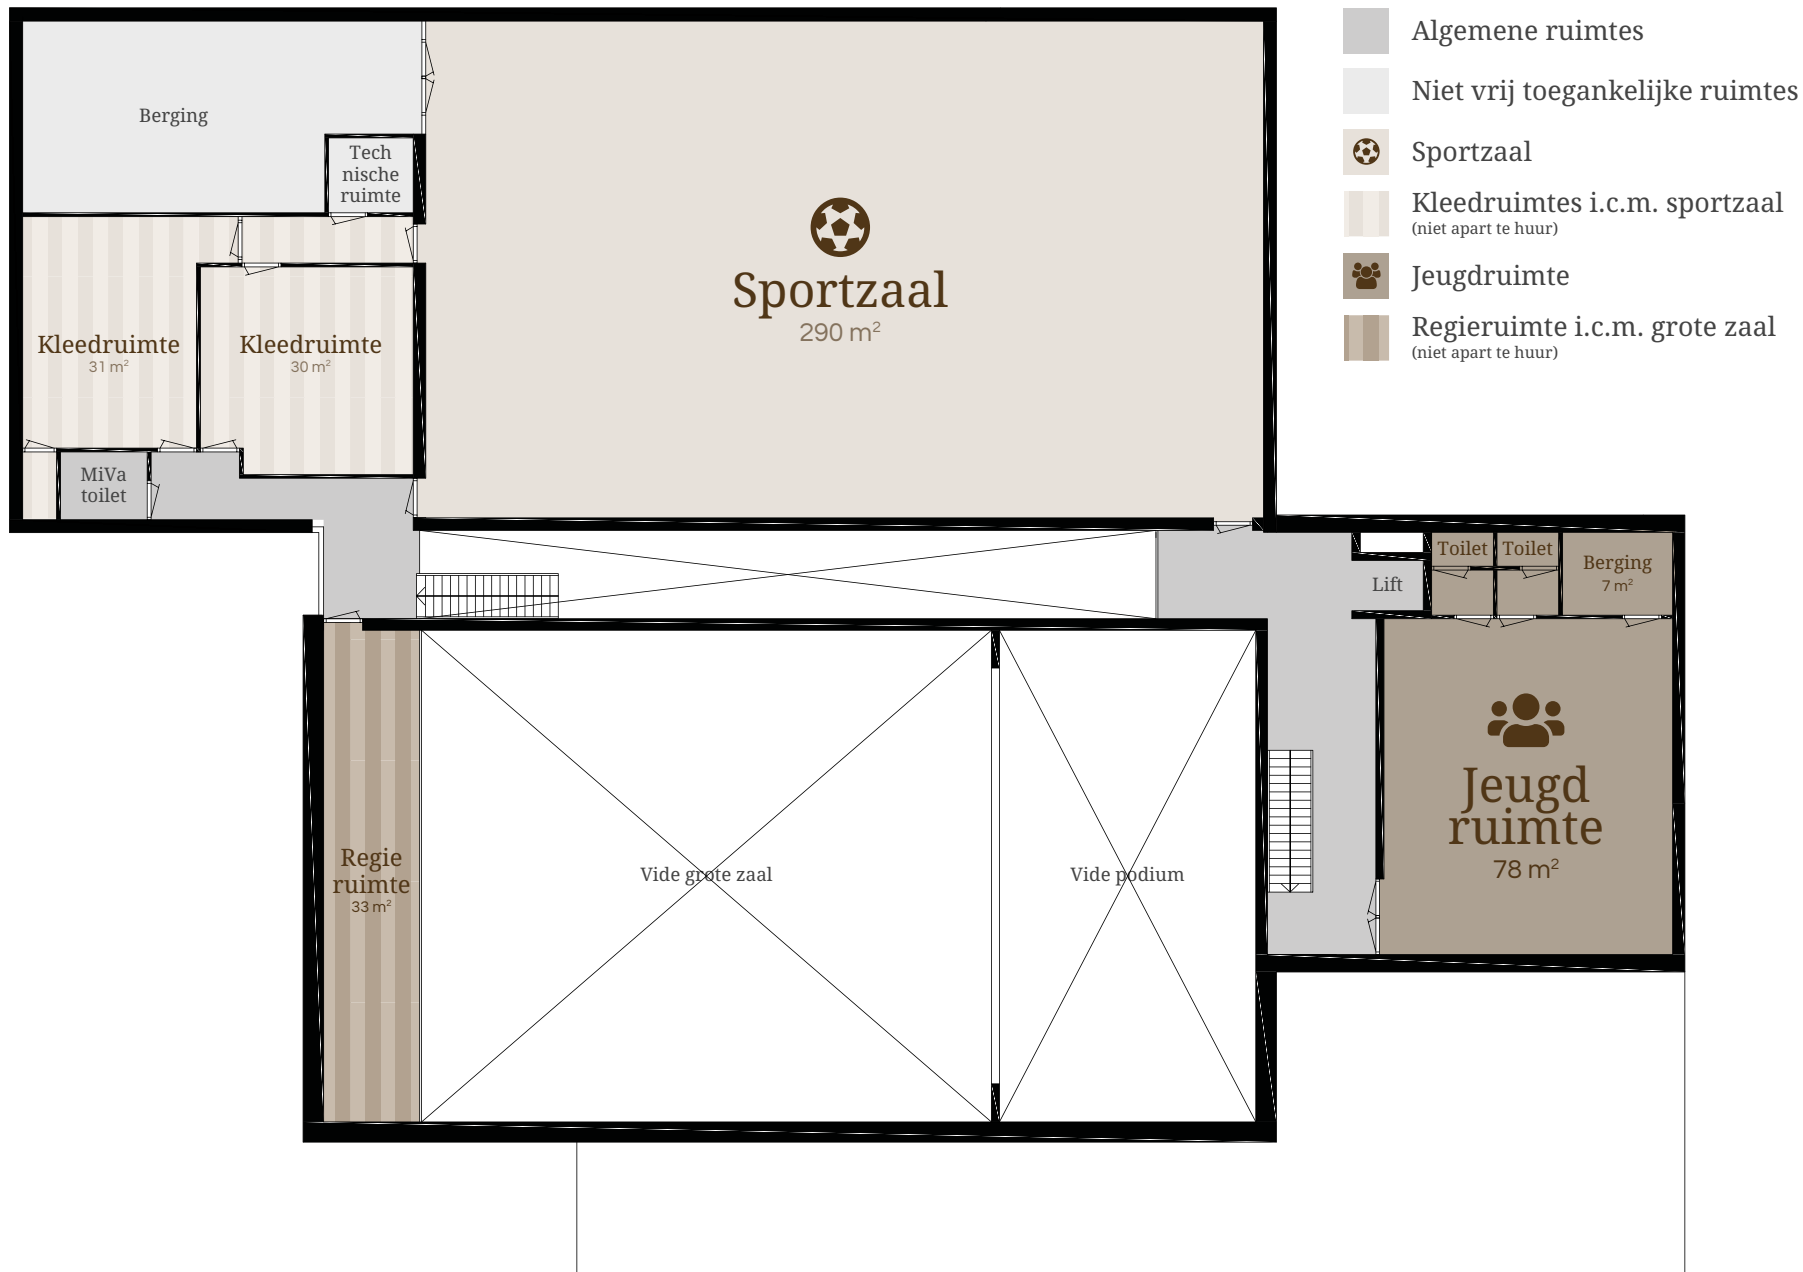 Algemene ruimtes
Niet vrij toegankelijke ruimtes
Sportzaal
Kleedruimtes i.c.m. sportzaal
(niet apart te huur)
Jeugdruimte
Regieruimte i.c.m. grote zaal
(niet apart te huur)
Berging
Tech
nische
ruimte
Sportzaal
290 m²
Kleedruimte
31 m²
Kleedruimte
30 m²
MiVa
toilet
Toilet
Toilet
Berging
7 m²
Lift
Jeugd
ruimte
78 m²
Regie
ruimte
33 m²
Vide grote zaal
Vide podium